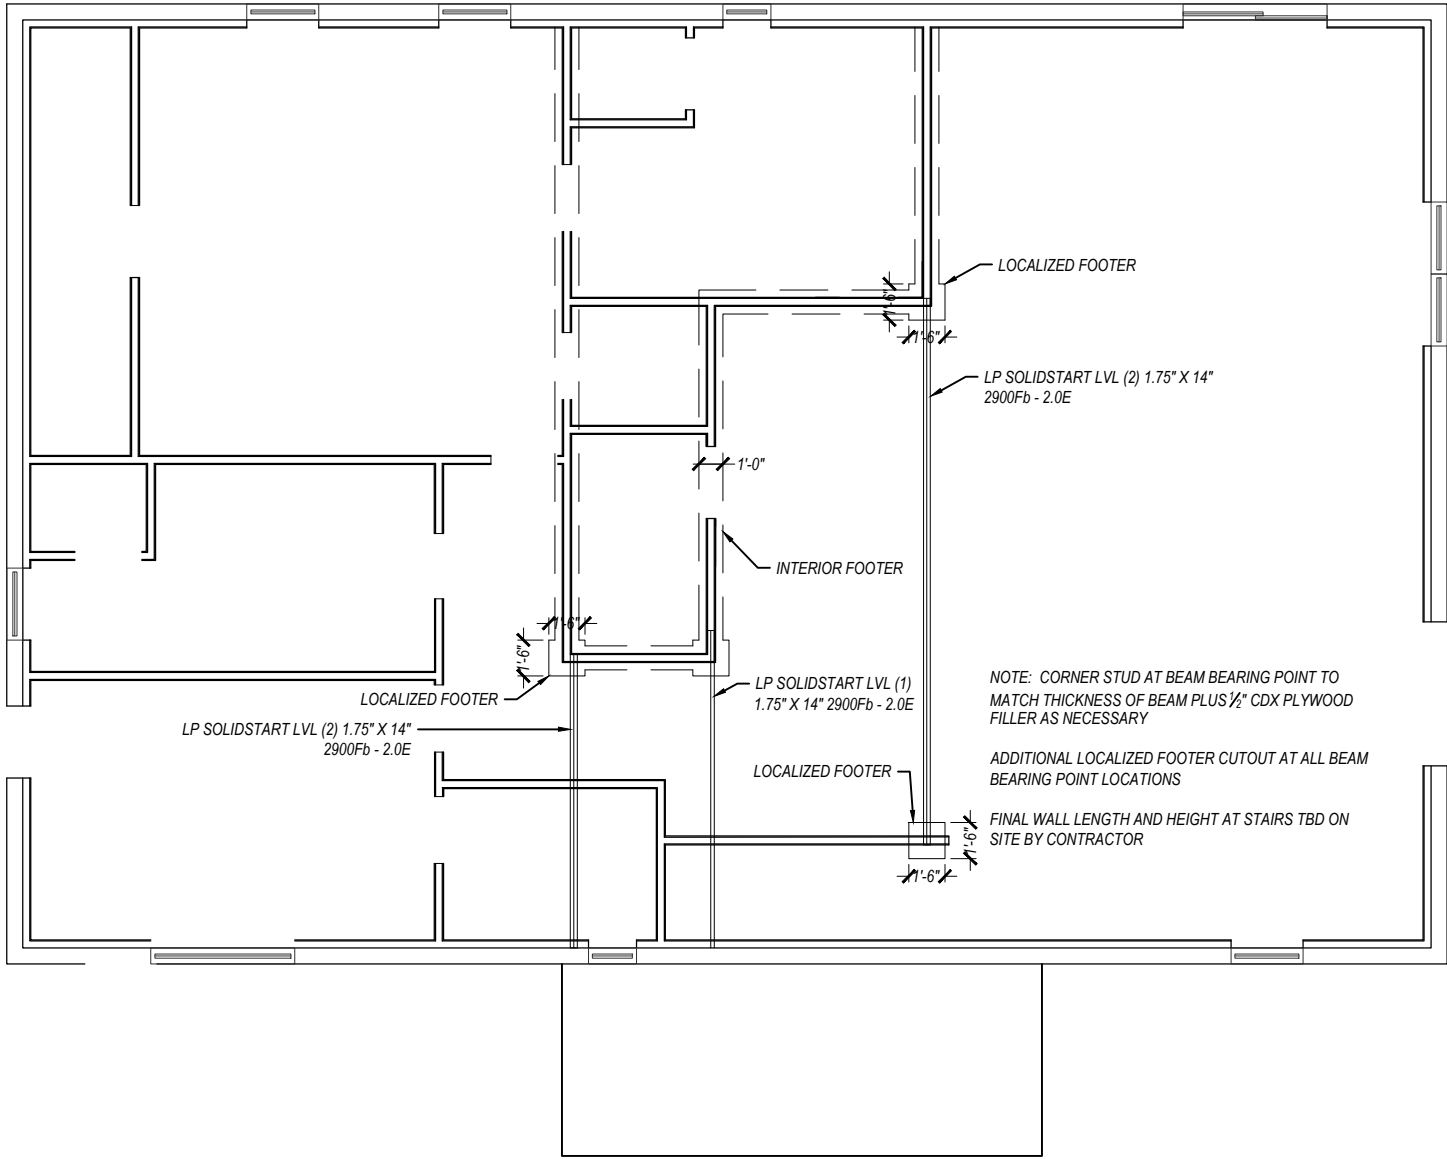 LOCALIZED FOOTER
1'-6"
1'-6"
LP SOLIDSTART LVL (2) 1.75" X 14"
2900Fb - 2.0E
1'-0"
INTERIOR FOOTER
1'-6"
1'-6"
LOCALIZED FOOTER
LP SOLIDSTART LVL (1)
1.75" X 14" 2900Fb - 2.0E
LP SOLIDSTART LVL (2) 1.75" X 14"
2900Fb - 2.0E
LOCALIZED FOOTER
1'-6"
1'-6"
NOTE: CORNER STUD AT BEAM BEARING POINT TO
MATCH THICKNESS OF BEAM PLUS ½" CDX PLYWOOD
FILLER AS NECESSARY
ADDITIONAL LOCALIZED FOOTER CUTOUT AT ALL BEAM
BEARING POINT LOCATIONS
FINAL WALL LENGTH AND HEIGHT AT STAIRS TBD ON
SITE BY CONTRACTOR